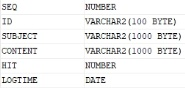 SEQ NUMBER
ID VARCHAR2(100 BYTE)
SUBJECT VARCHAR2(1000 BYTE)
CONTENT VARCHAR2(1000 BYTE)
HIT NUMBER
LOGTIME DATE